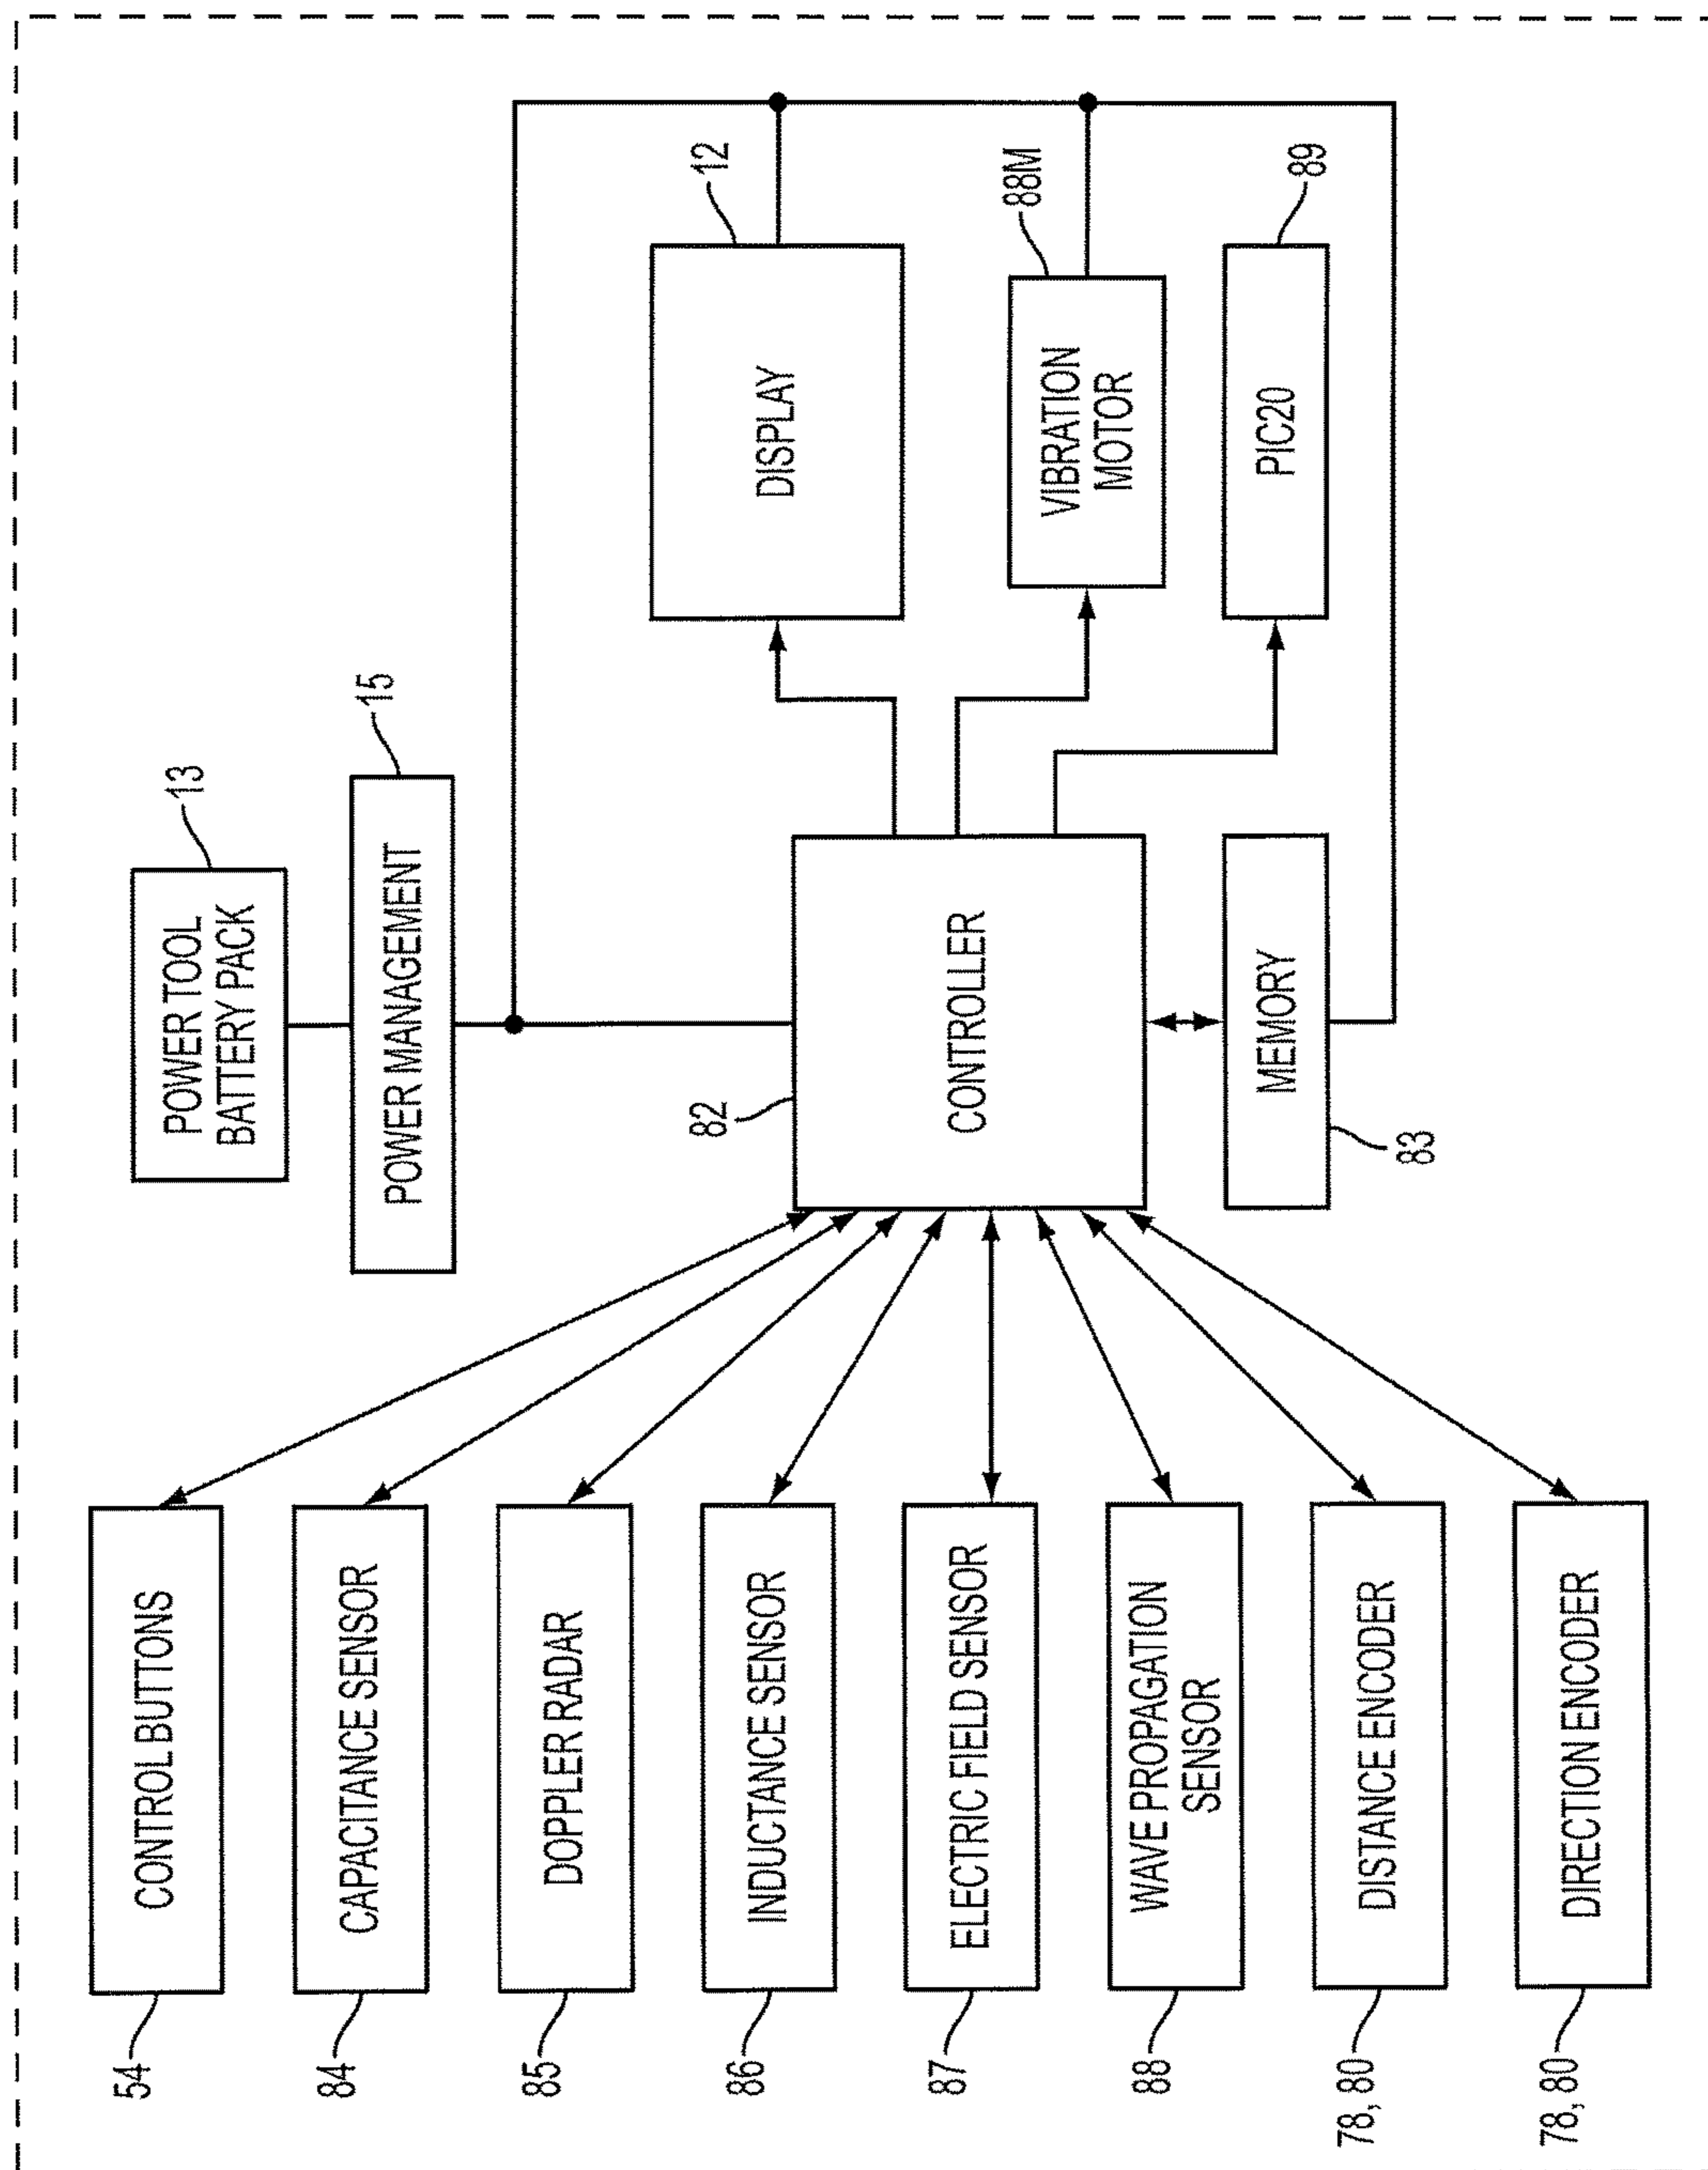 54
CONTROL BUTTONS
84
CAPACITANCE SENSOR
85
DOPPLER RADAR
86
INDUCTANCE SENSOR
87
ELECTRIC FIELD SENSOR
88
WAVE PROPAGATION
SENSOR
78, 80
DISTANCE ENCODER
78, 80
DIRECTION ENCODER
POWER TOOL
BATTERY PACK
13
POWER MANAGEMENT
15
82
CONTROLLER
MEMORY
83
DISPLAY
12
VIBRATION
MOTOR
88M
PIC20
89